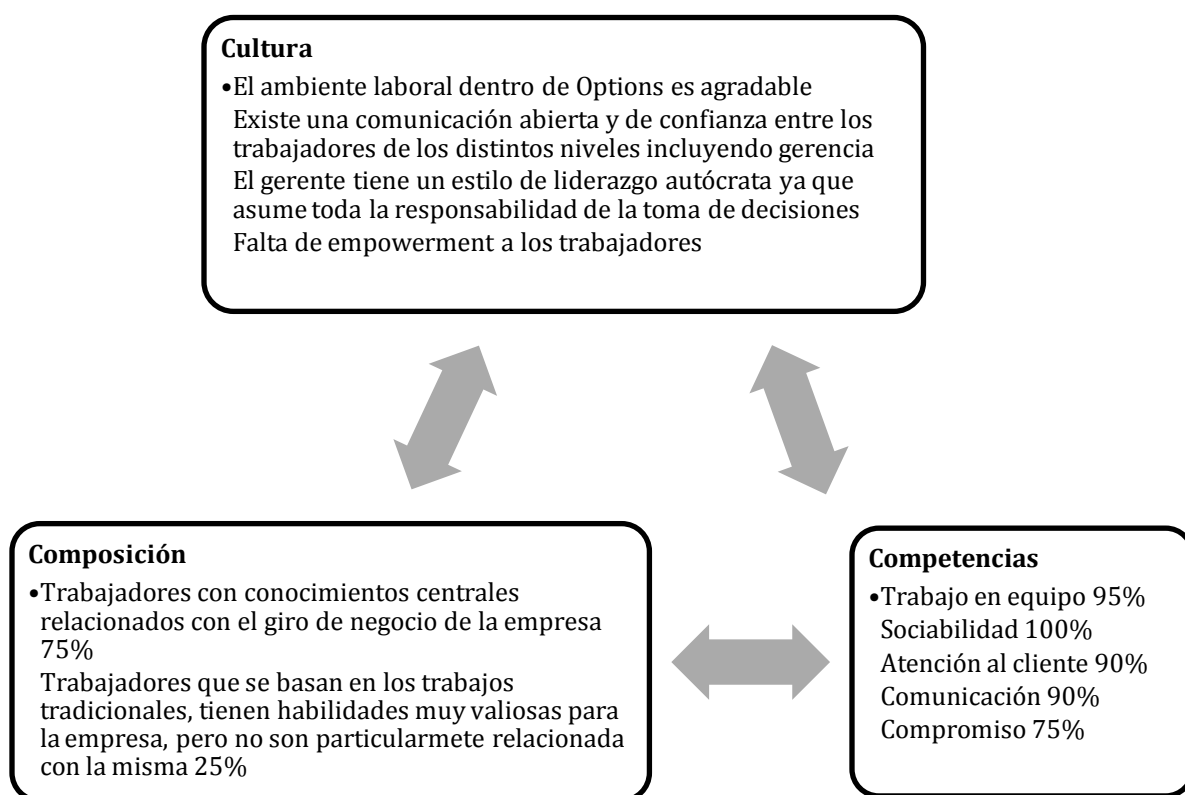 Cultura
•El ambiente laboral dentro de Options es agradable
Existe una comunicación abierta y de confianza entre los
trabajadores de los distintos niveles incluyendo gerencia
El gerente tiene un estilo de liderazgo autócrata ya que
asume toda la responsabilidad de la toma de decisiones
Falta de empowerment a los trabajadores
Composición
•Trabajadores con conocimientos centrales
relacionados con el giro de negocio de la empresa
75%
Trabajadores que se basan en los trabajos
tradicionales, tienen habilidades muy valiosas para
la empresa, pero no son particularmete relacionada
con la misma 25%
Competencias
•Trabajo en equipo 95%
Sociabilidad 100%
Atención al cliente 90%
Comunicación 90%
Compromiso 75%